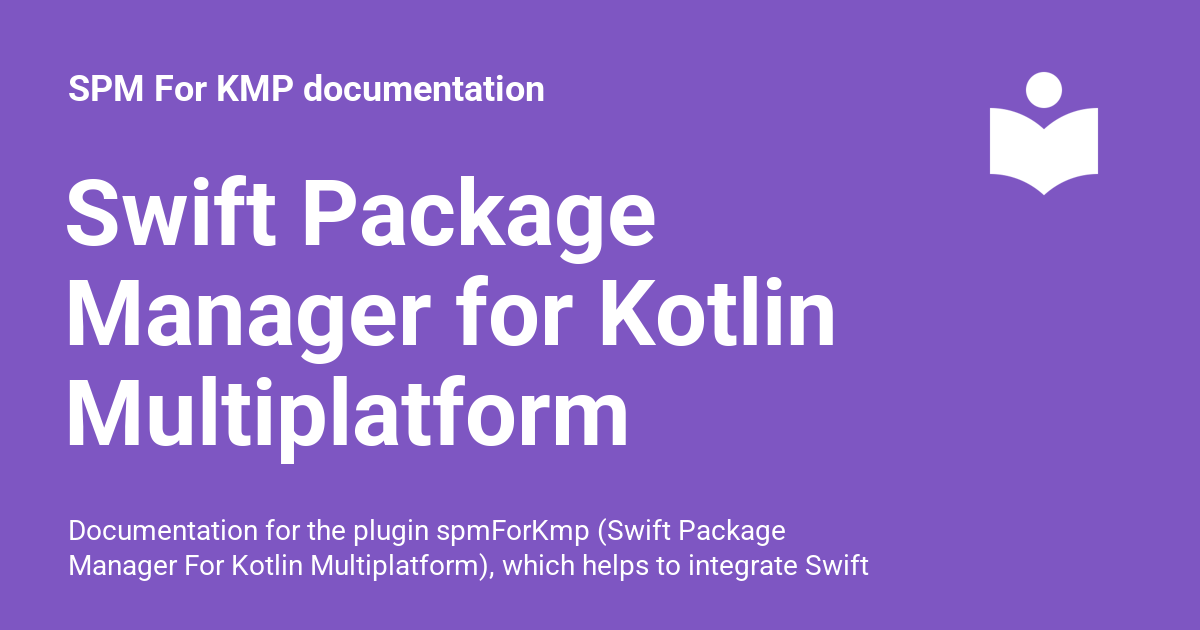 SPM For KMP documentation
Swift Package
Manager for Kotlin
Multiplatform
Documentation for the plugin spmForKmp (Swift Package
Manager For Kotlin Multiplatform), which helps to integrate Swift